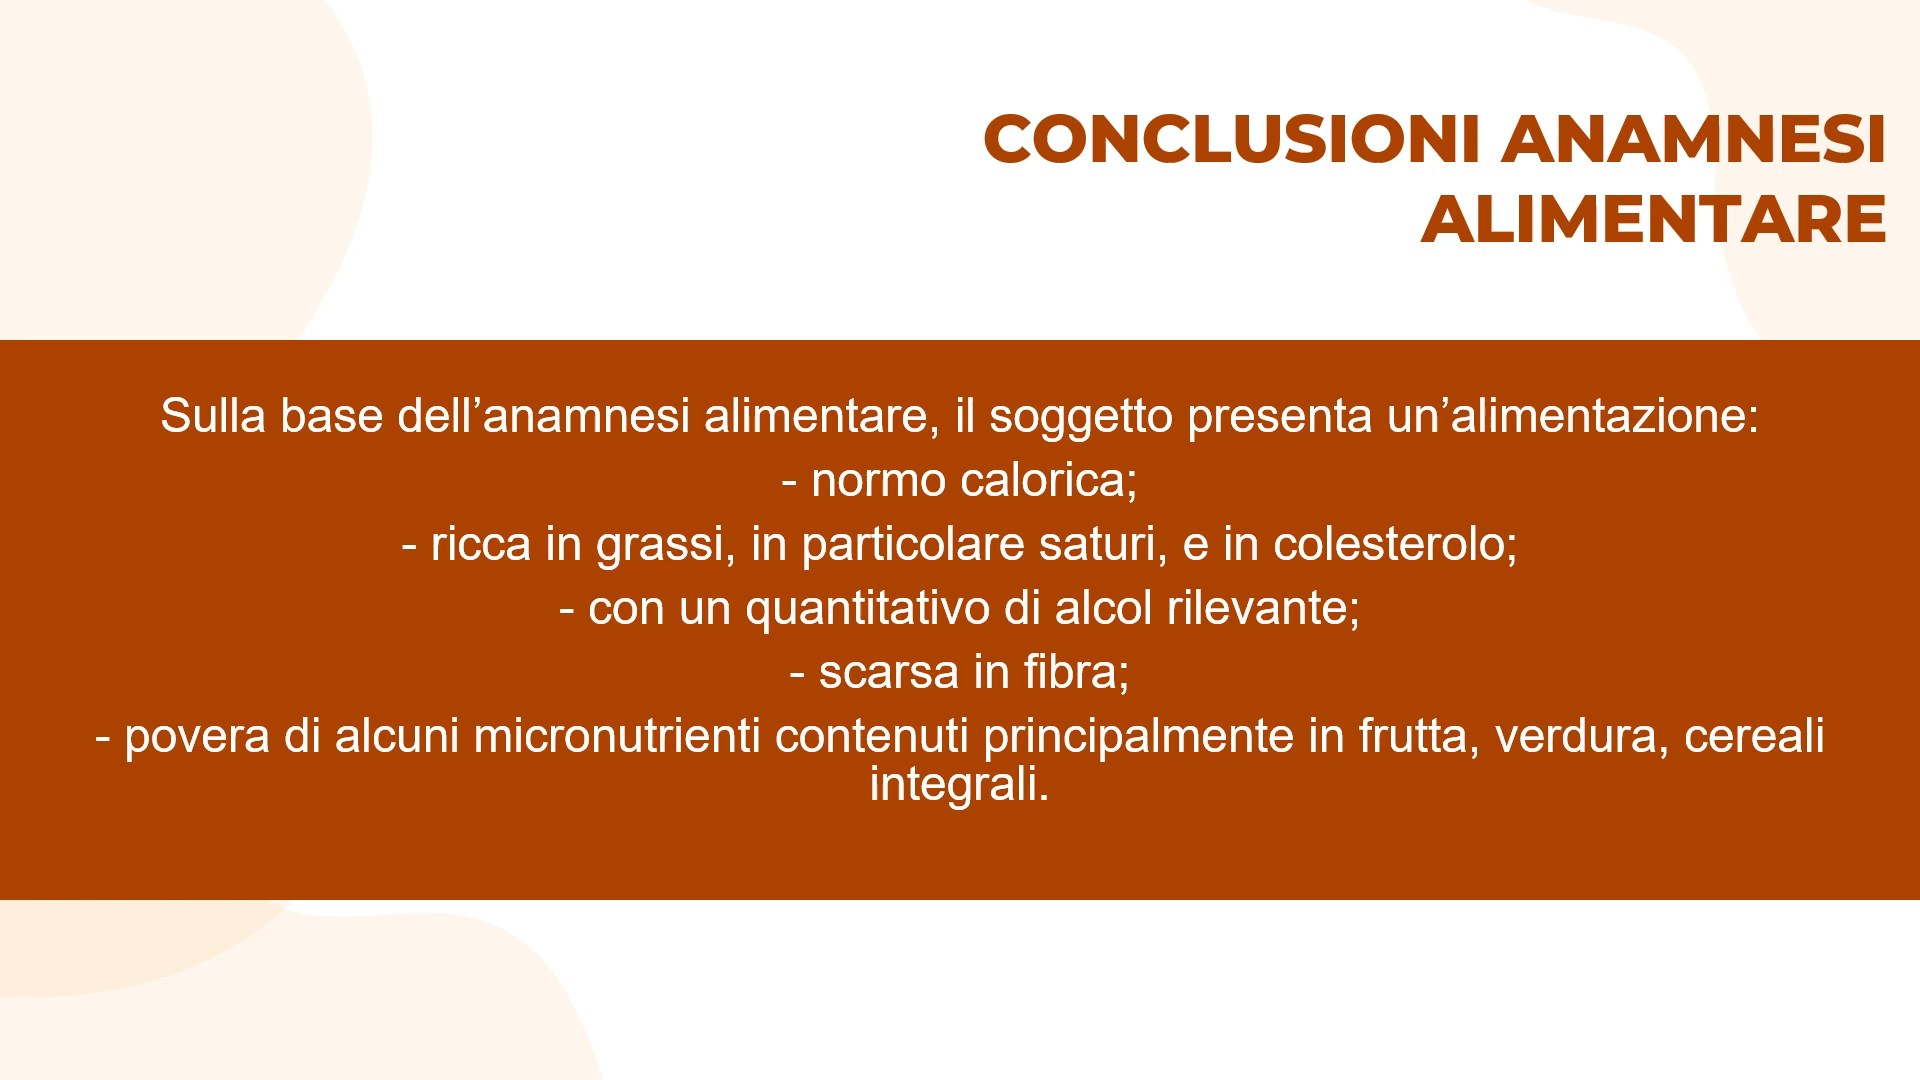 CONCLUSIONI ANAMNESI
ALIMENTARE
Sulla base dell’anamnesi alimentare, il soggetto presenta un’alimentazione:
- normo calorica;
- ricca in grassi, in particolare saturi, e in colesterolo;
- con un quantitativo di alcol rilevante;
- scarsa in fibra;
- povera di alcuni micronutrienti contenuti principalmente in frutta, verdura, cereali
integrali.